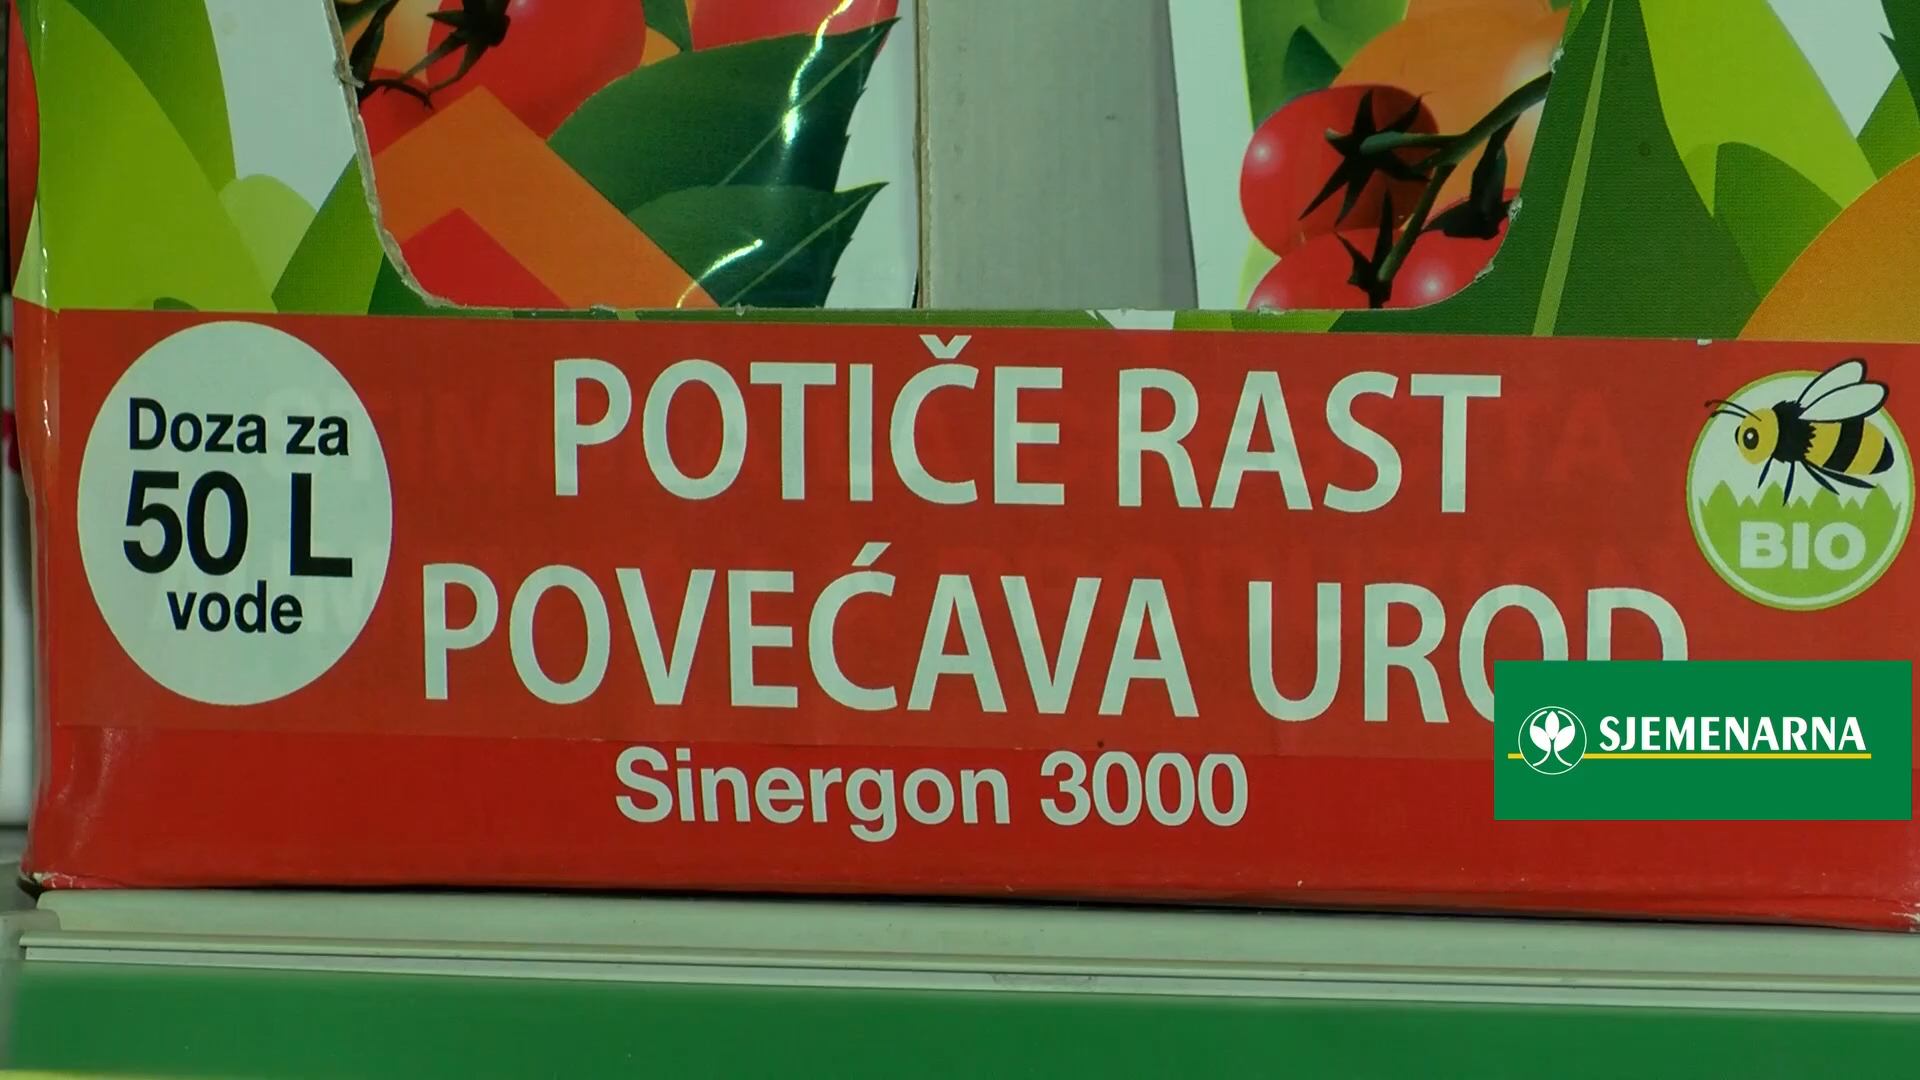 Doza za
50 L
vode
POTIČE RAST
POVEĆAVA UROD
Sinergon 3000
BIO
SJEMENARNA